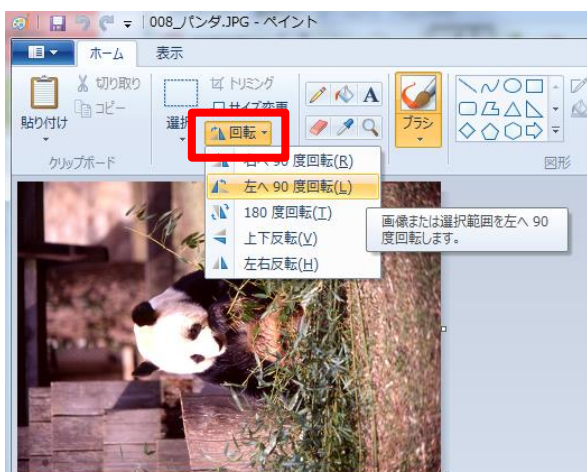 008_パンダ.JPG - ペイント
ホーム 表示
切り取り
コピー
貼り付け
クリップボード
トリミング
サイズ変更
選択
回転
A
ブラシ
図形
右へ 90 度回転(R)
左へ 90 度回転(L)
180 度回転(T)
上下反転(V)
左右反転(H)
画像または選択範囲を左へ 90
度回転します。